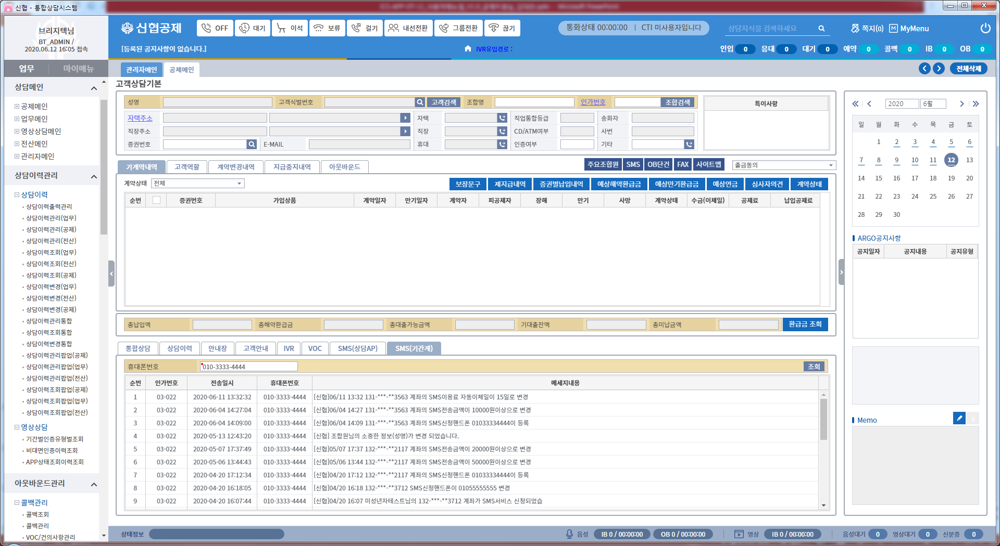 신협 - 통합상담시스템
브리지텍님
BT_ADMIN /
2020.06.12 16:05 접속
신협공제
OFF
대기
이석
보류
걸기
내선전환
그룹전환
끊기
통화상태 00:00:00 | CTI 미사용자입니다
상담지식을 검색하세요
쪽지(0)
MyMenu
[등록된 공지사항이 없습니다.]
IVR유입경로 :
인입 0 응대 0 대기 0 예약 0 콜백 0 IB 0 OB 0
업무 마이메뉴
관리자메인 공제메인
전체삭제
상담메인
공제메인
업무메인
영상상담메인
전산메인
관리자메인
상담이력관리
상담이력
상담이력출력관리
상담이력관리(업무)
상담이력관리(공제)
상담이력관리(전산)
상담이력조회(업무)
상담이력조회(전산)
상담이력조회(공제)
상담이력변경(업무)
상담이력변경(전산)
상담이력변경(공제)
상담이력관리통합
상담이력조회통합
상담이력변경통합
상담이력관리팝업(공제)
상담이력관리팝업(업무)
상담이력관리팝업(전산)
상담이력조회팝업(공제)
상담이력조회팝업(업무)
상담이력조회팝업(전산)
영상상담
기간벌인증유형벌조회
비대면인증이력조회
APP상태조회이력조회
아웃바운드관리
콜백관리
콜백조회
콜백관리
VOC/건의사항관리
고객상담기본
성명 고객식별번호 고객검색 조합명 인가번호 조합검색
자택주소 자택 직업통합등급 송화자
직장주소 직장 CD/ATM여부 사번
증권번호 E-MAIL 휴대 인증여부 기타
특이사항
기계약내역 고객역할 계약변경내역 지급중지내역 아웃바운드
주요조합원 SMS OB단건 FAX 사이트맵 출금동의
계약상태 전체
보장문구 제지급내역 증권별납입내역 예상해약환급금 예상만기환급금 예상연금 심사자의견 계약상태
순번 증권번호 가입상품 계약일자 만기일자 계약자 피공제자 장해 만기 사망 계약상태 수금(이체일) 공제료 납입공제료
총납입액 총해약환급금 총대출가능금액 기대출잔액 총미납금액 환급금 조회
통합상담 상담이력 안내장 고객안내 IVR VOC SMS(상담AP) SMS(기간계)
휴대폰번호 010-3333-4444 조회
순번 인가번호 전송일시 휴대폰번호 메세지내용
1 03-022 2020-06-11 13:32:32 010-3333-4444 [신협]06/11 13:32 131-***-**3563 계좌의 SMS이용료 자동이체일이 15일로 변경
2 03-022 2020-06-04 14:27:04 010-3333-4444 [신협]06/04 14:27 131-***-**3563 계좌의 SMS전송금액이 10000원이상으로 변경
3 03-022 2020-06-04 14:09:00 010-3333-4444 [신협]06/04 14:09 131-***-**3563 계좌의 SMS신청핸드폰 01033334444이 등록
4 03-022 2020-05-13 12:43:20 010-3333-4444 [신협] 조합원님의 소중한 정보(성명)가 변경 되었습니다.
5 03-022 2020-05-07 17:37:49 010-3333-4444 [신협]05/07 17:37 132-***-**2117 계좌의 SMS전송금액이 20000원이상으로 변경
6 03-022 2020-05-06 13:44:43 010-3333-4444 [신협]05/06 13:44 132-***-**2117 계좌의 SMS전송금액이 50000원이상으로 변경
7 03-022 2020-04-20 17:12:34 010-3333-4444 [신협]04/20 17:12 132-***-**2117 계좌의 SMS신청핸드폰 01033334444이 등록
8 03-022 2020-04-20 16:18:05 010-3333-4444 [신협]04/20 16:18 132-***-**3712 SMS신청핸드폰이 01055555555 변경
9 03-022 2020-04-20 16:07:44 010-3333-4444 [신협]04/20 16:07 미성년자테스트님의 132-***-**3712 계좌가 SMS서비스 신청되었습
2020 6월
일 월 화 수 목 금 토
1 2 3 4 5 6
7 8 9 10 11 12 13
14 15 16 17 18 19 20
21 22 23 24 25 26 27
28 29 30
ARGO공지사항
공지일자 공지내용 공지유형
Memo
상태정보
음성 IB 0 / 00:00:00 OB 0 / 00:00:00 영상 IB 0 / 00:00:00 음성대기 0 영상대기 0 신분증 0